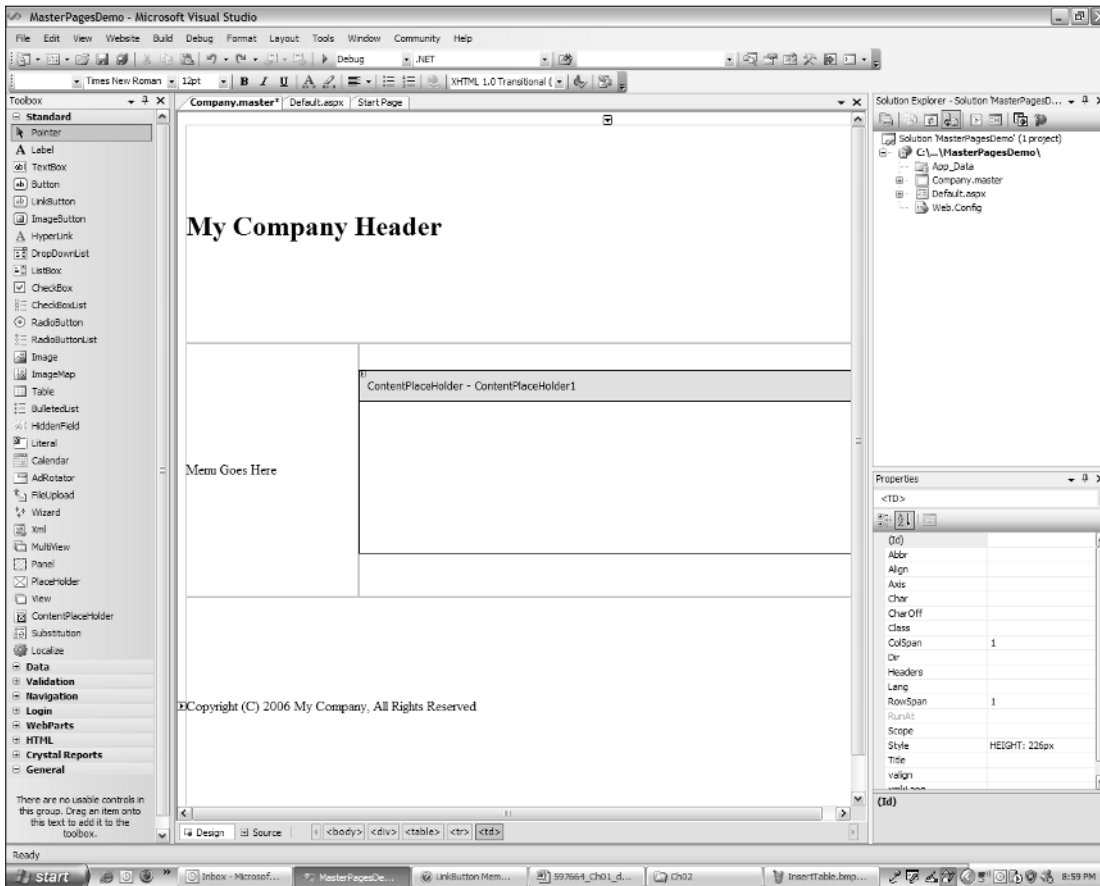 MasterPagesDemo - Microsoft Visual Studio
File Edit View Website Build Debug Format Layout Tools Window Community Help
Debug .NET
Times New Roman 12pt B I U A XHTML 1.0 Transitional (
Toolbox
Standard
Pointer
A Label
abl TextBox
ab Button
ab LinkButton
ImageButton
A HyperLink
DropDownList
ListBox
CheckBox
CheckBoxList
RadioButton
RadioButtonList
Image
ImageMap
Table
BulletedList
HiddenField
Literal
Calendar
AdRotator
FileUpload
Wizard
Xml
MultiView
Panel
PlaceHolder
View
ContentPlaceHolder
Substitution
Localize
Data
Validation
Navigation
Login
WebParts
HTML
Crystal Reports
General
There are no usable controls in
this group. Drag an item onto
this text to add it to the
toolbox.
Company.master* Default.aspx Start Page
My Company Header
ContentPlaceHolder - ContentPlaceHolder1
Menu Goes Here
Copyright (C) 2006 My Company, All Rights Reserved
Design Source <body> <div> <table> <tr> <td>
Solution Explorer - Solution 'MasterPagesD...
Solution 'MasterPagesDemo' (1 project)
C:\...\MasterPagesDemo\
App_Data
Company.master
Default.aspx
Web.Config
Properties
<TD>
(Id)
Abbr
Align
Axis
Char
CharOff
Class
ColSpan 1
Dir
Headers
Lang
RowSpan 1
RunAt
Scope
Style HEIGHT: 226px
Title
valign
(Id)
Ready
start Inbox - Microsof... MasterPagesDe... LinkButton Mem... 597664_Ch01_d... Ch02 InsertTable.bmp... 8:59 PM